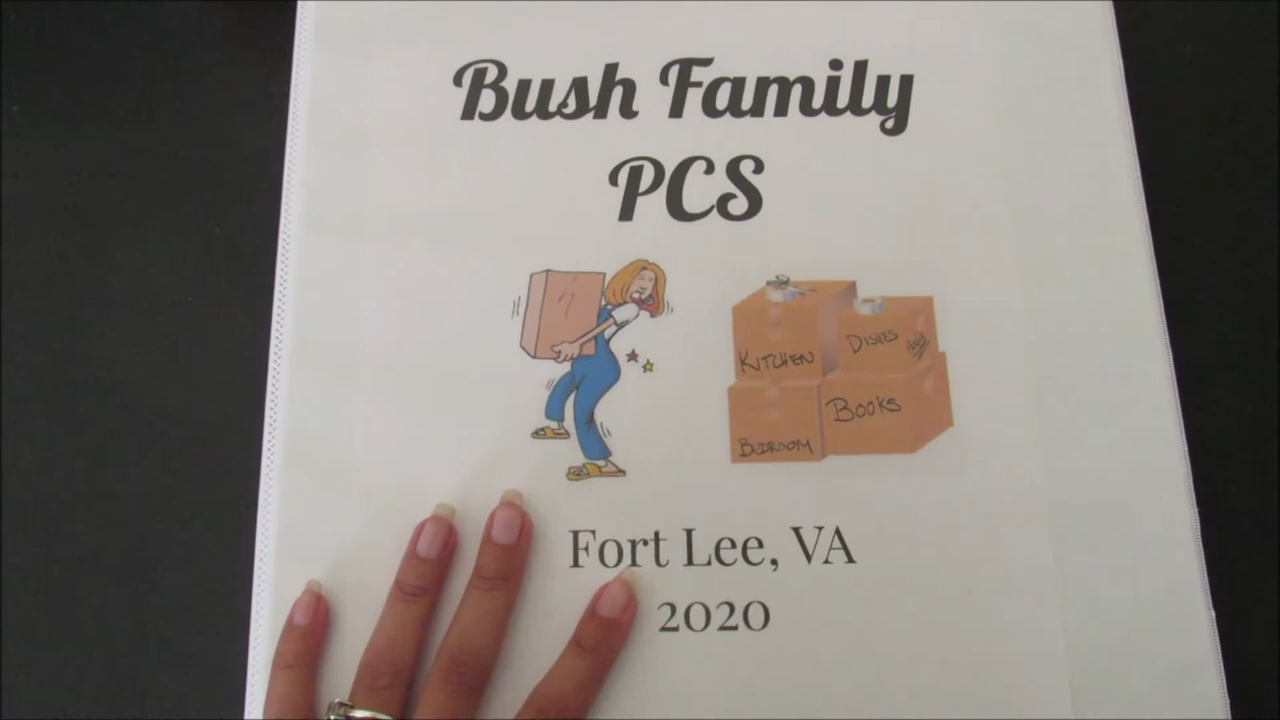 Bush Family
PCS
KITCHEN
DISHES
BOOKS
BEDROOM
Fort Lee, VA
2020